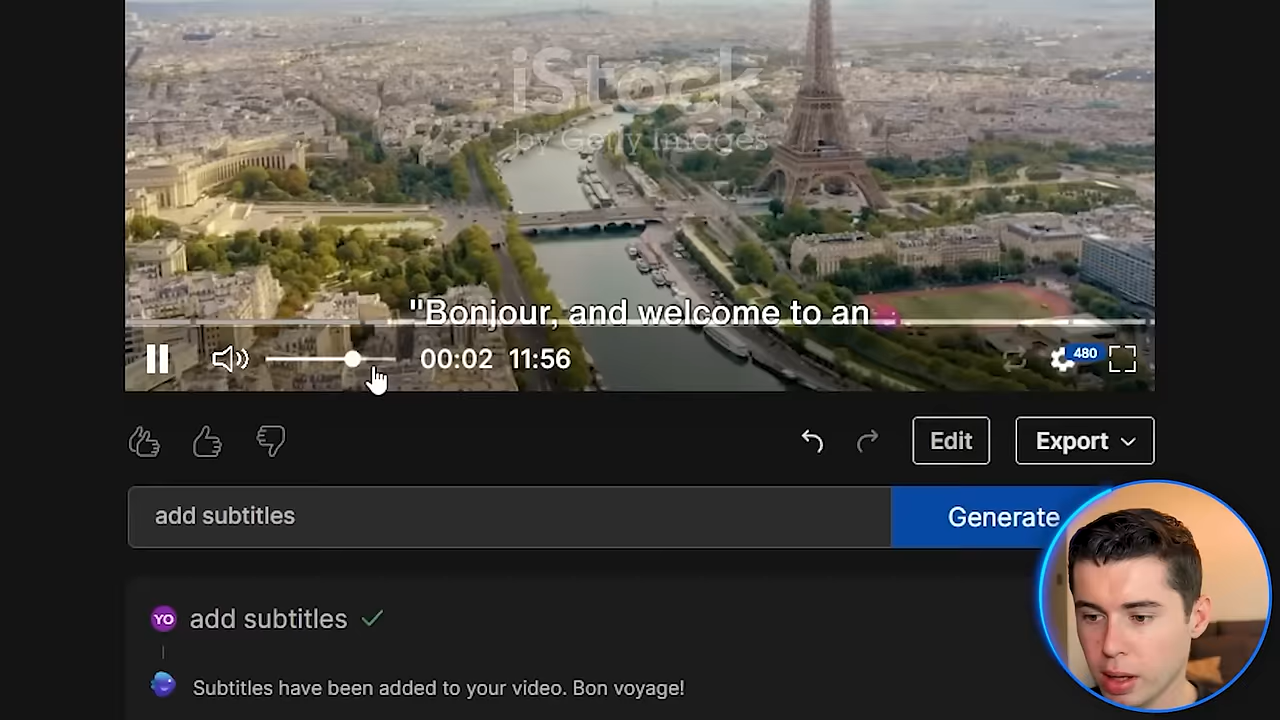 iStock
by Getty Images
"Bonjour, and welcome to an
00:02 11:56
480
Edit
Export
add subtitles
Generate
YO add subtitles
Subtitles have been added to your video. Bon voyage!